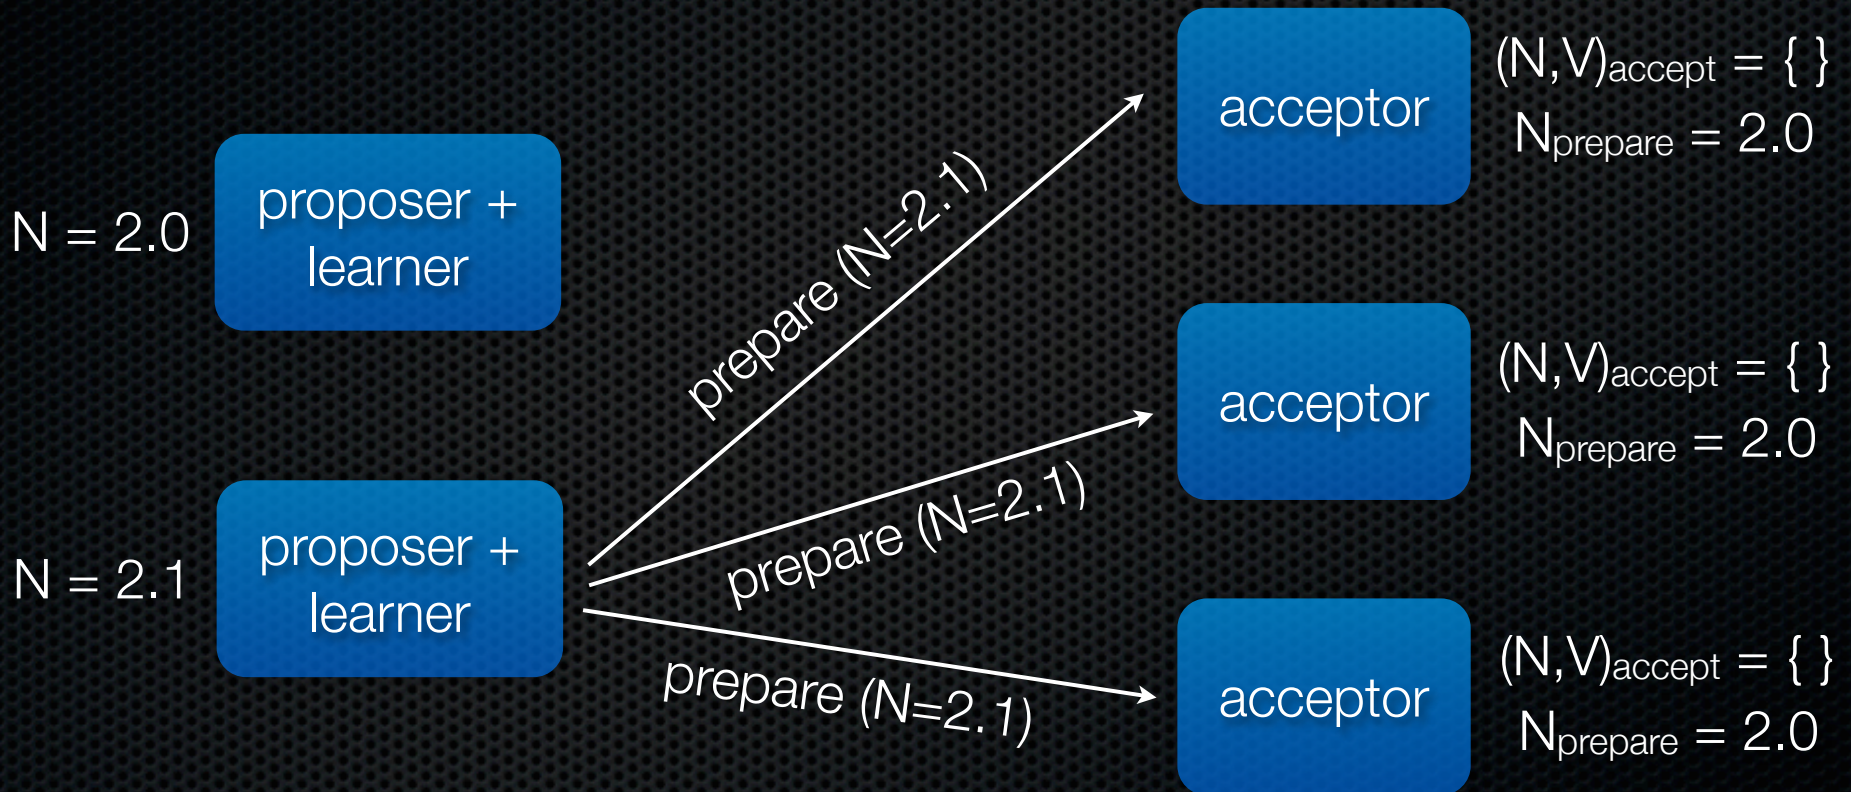 N = 2.0
proposer +
learner
N = 2.1
proposer +
learner
prepare (N=2.1)
prepare (N=2.1)
prepare (N=2.1)
acceptor
(N,V)accept = { }
Nprepare = 2.0
acceptor
(N,V)accept = { }
Nprepare = 2.0
acceptor
(N,V)accept = { }
Nprepare = 2.0